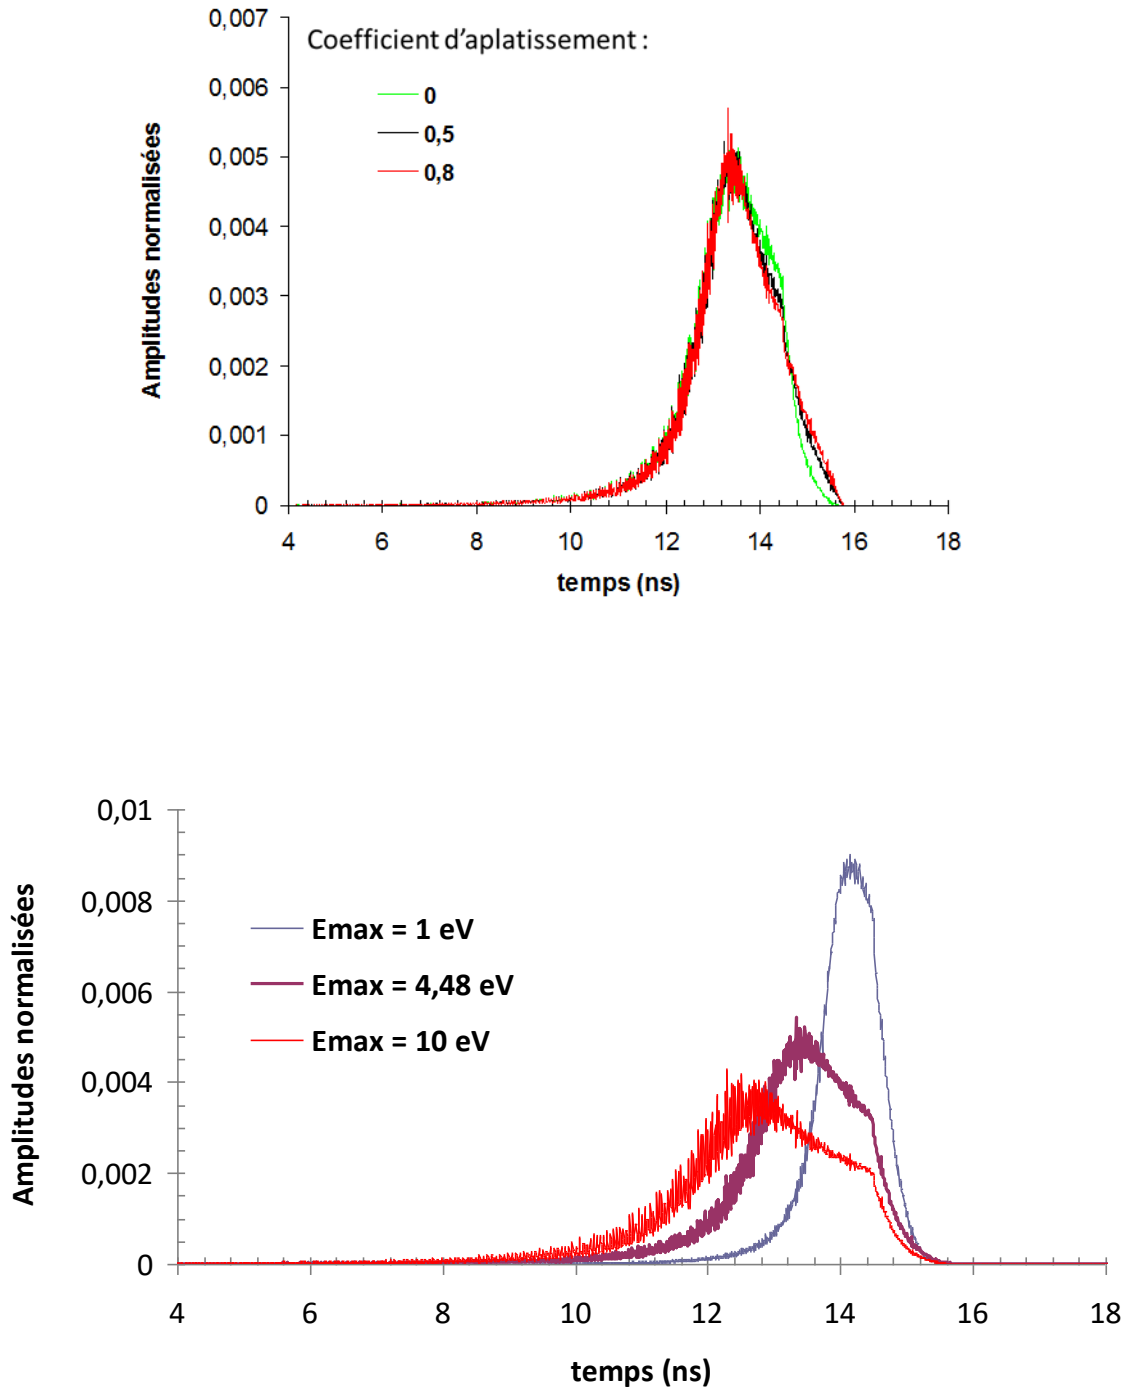 0,007
Coefficient d'aplatissement :
0,006
0
0,5
0,005
0,8
0,004
0,003
0,002
0,001
0
Amplitudes normalisées
4 6 8 10 12 14 16 18
temps (ns)
0,01
0,008
Emax = 1 eV
0,006
Emax = 4,48 eV
Emax = 10 eV
0,004
0,002
0
Amplitudes normalisées
4 6 8 10 12 14 16 18
temps (ns)